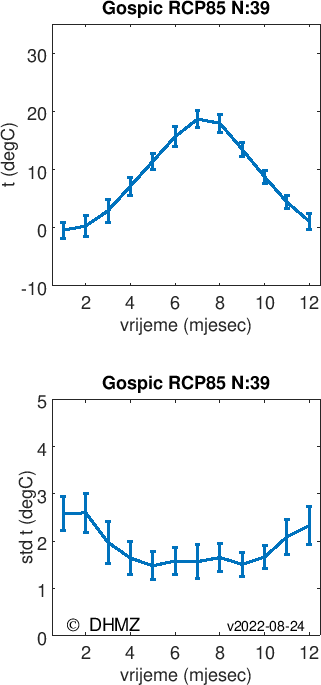 Gospic RCP85 N:39
30
20
10
0
-10
t (degC)
2 4 6 8 10 12
vrijeme (mjesec)
Gospic RCP85 N:39
5
4
3
2
1
0
std t (degC)
© DHMZ
v2022-08-24
2 4 6 8 10 12
vrijeme (mjesec)